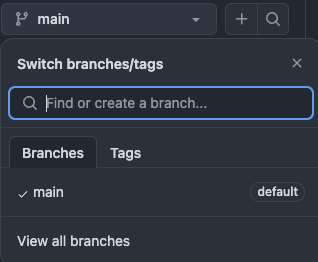 main
Switch branches/tags
Find or create a branch...
Branches Tags
main default
View all branches